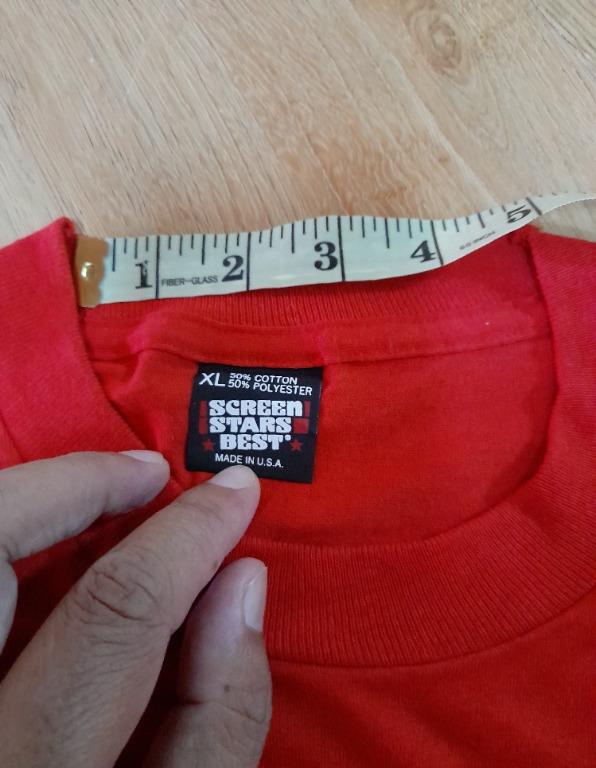 1 2 3 4 5
FIBER-GLASS
XL 50% COTTON
50% POLYESTER
SCREEN
STARS
BEST
MADE IN U.S.A.